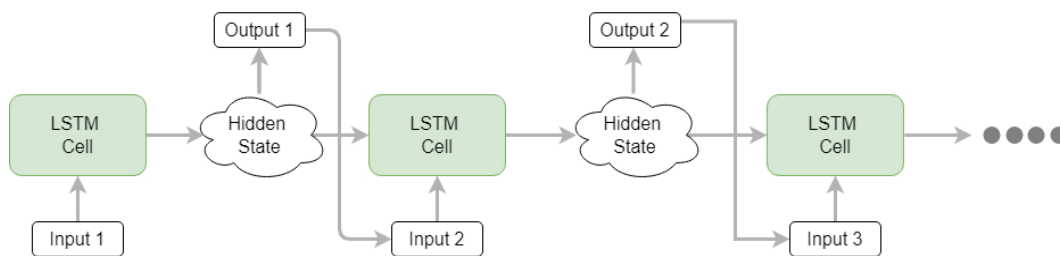 Output 1
Output 2
LSTM
Cell
Hidden
State
LSTM
Cell
Hidden
State
LSTM
Cell
Input 1
Input 2
Input 3